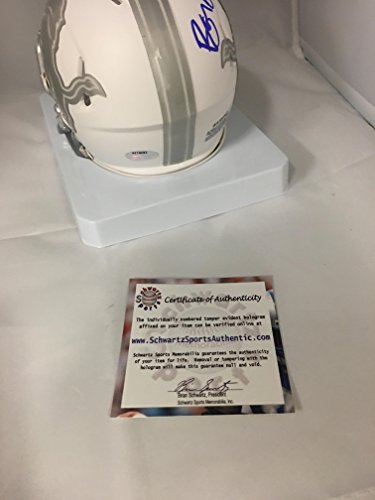 Certificate of Authenticity
The individually numbered tamper evident hologram
affixed on your item can be verified online at
www.SchwartzSportsAuthentic.com
Schwartz Sports Memorabilia guarantees the authenticity
of your item for life. Removal or tampering with the
hologram will make this guarantee null and void.
Brian Schwartz, President
Schwartz Sports Memorabilia, Inc.